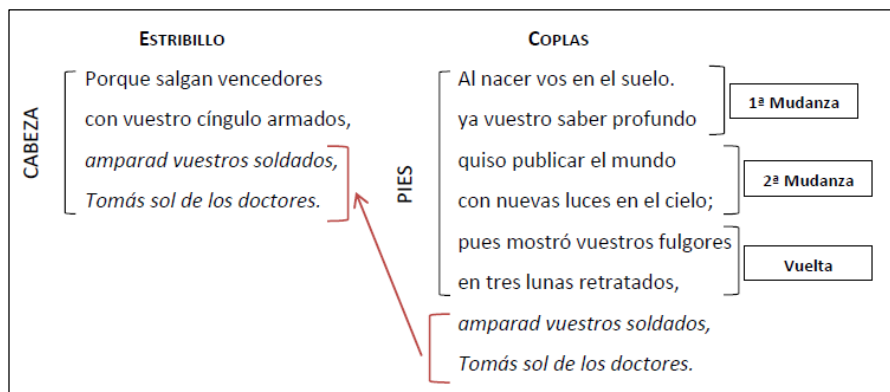 ESTRIBILLO
CABEZA
Porque salgan vencedores
con vuestro cíngulo armados,
amparad vuestros soldados,
Tomás sol de los doctores.
COPLAS
PIES
Al nacer vos en el suelo.
ya vuestro saber profundo
1ª Mudanza
quiso publicar el mundo
con nuevas luces en el cielo;
2ª Mudanza
pues mostró vuestros fulgores
en tres lunas retratados,
Vuelta
amparad vuestros soldados,
Tomás sol de los doctores.